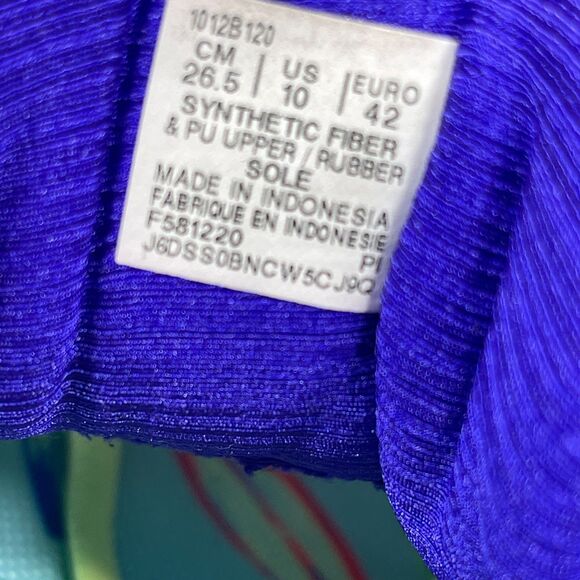 1012B120
CM | US | EURO
26.5 | 10 | 42
SYNTHETIC FIBER
& PU UPPER / RUBBER
SOLE
MADE IN INDONESIA
FABRIQUE EN INDONESIE
F581220 PI
J6DSS0BNCW5CJ9Q